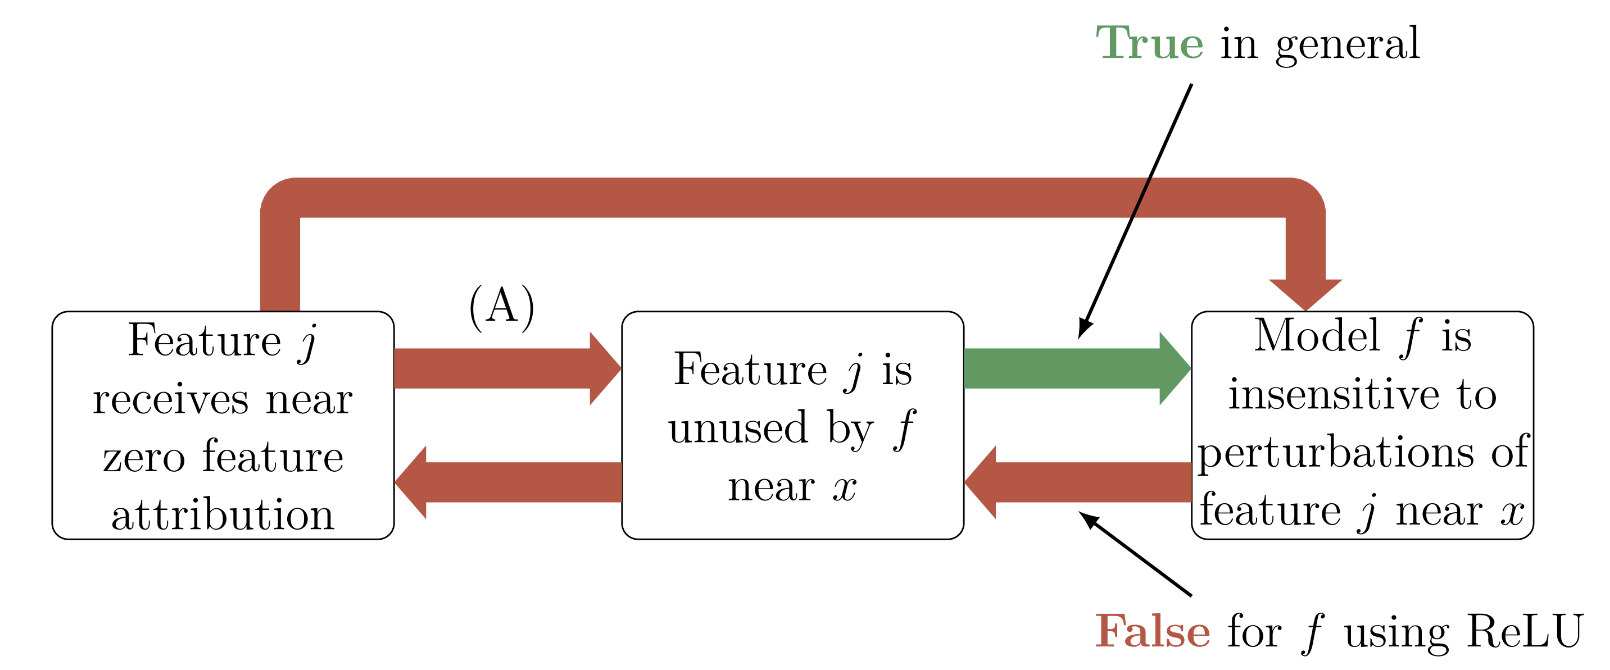 True in general
(A)
Feature j
receives near
zero feature
attribution
Feature j is
unused by f
near x
Model f is
insensitive to
perturbations of
feature j near x
False for f using ReLU